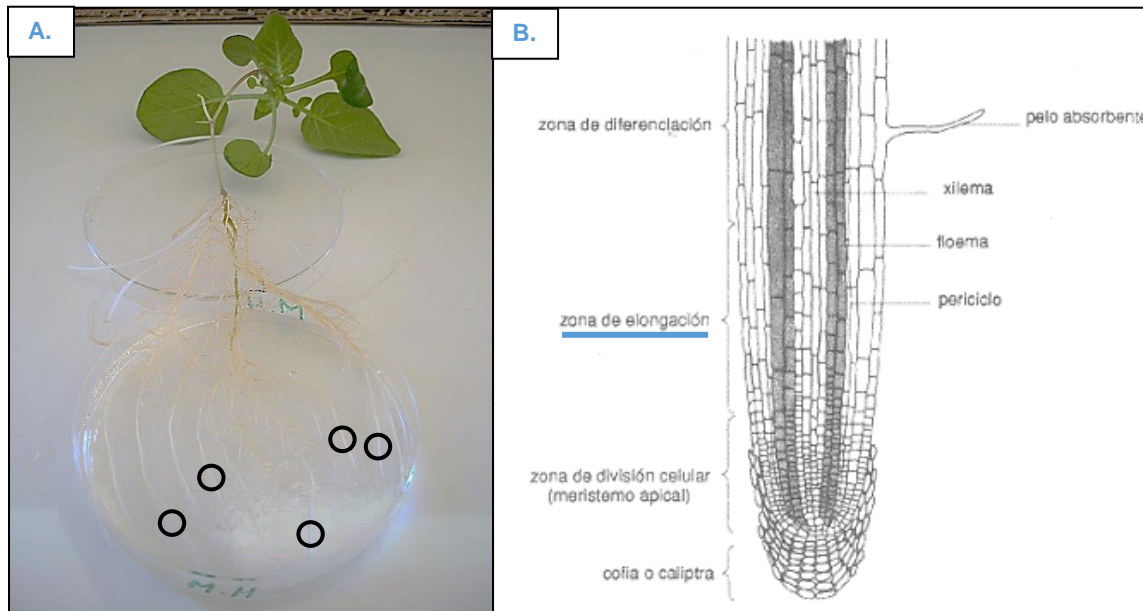 A.
B.
zona de diferenciación
pelo absorbente
xilema
floema
periciclo
zona de elongación
zona de división celular
(meristemo apical)
cofia o caliptra